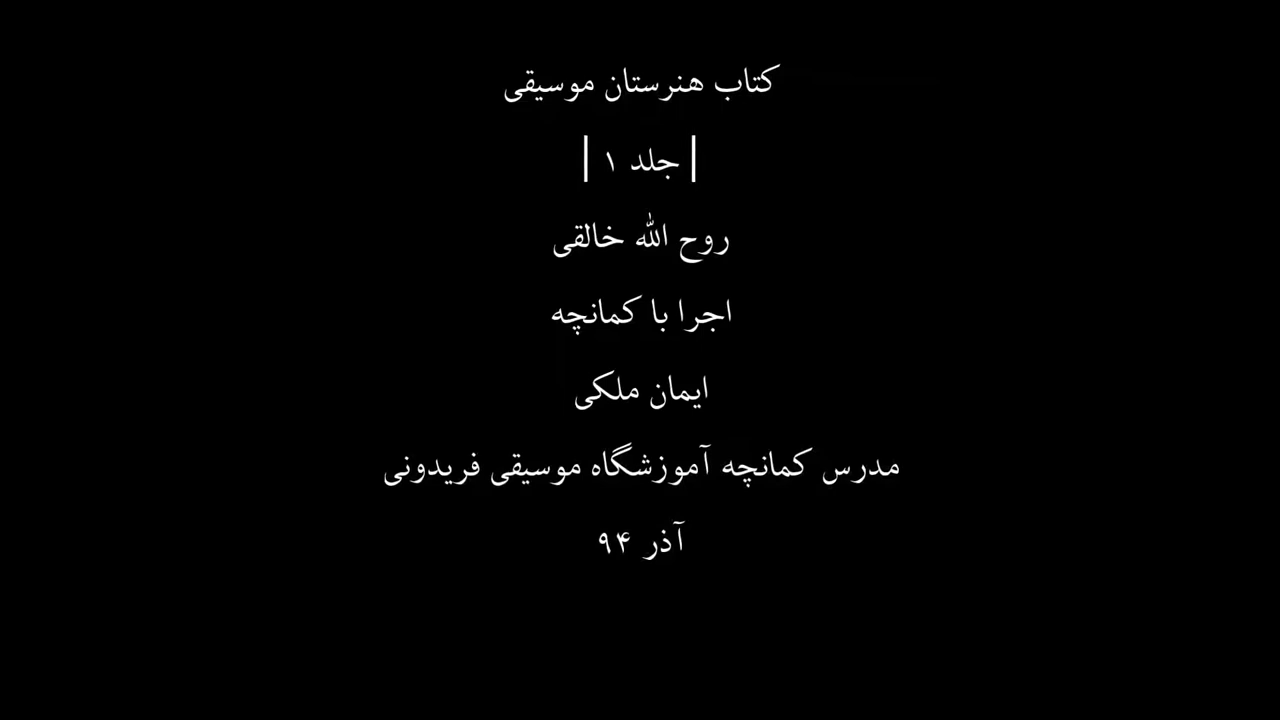 کتاب هنرستان موسیقی
| جلد ۱ |
روح الله خالقی
اجرا با کمانچه
ایمان ملکی
مدرس کمانچه آموزشگاه موسیقی فریدونی
آذر ۹۴